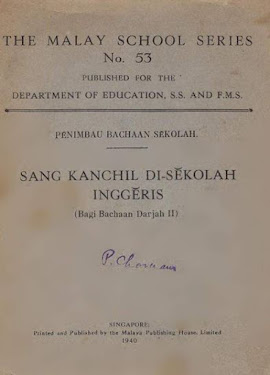 THE MALAY SCHOOL SERIES
No. 53
PUBLISHED FOR THE
DEPARTMENT OF EDUCATION, S.S. AND F.M.S.
PENIMBAU BACHAAN SEKOLAH.
SANG KANCHIL DI-SĔKOLAH
INGGĔRIS
(Bagi Bachaan Darjah II)
SINGAPORE:
Printed and Published by the Malaya Publishing House, Limited
1940